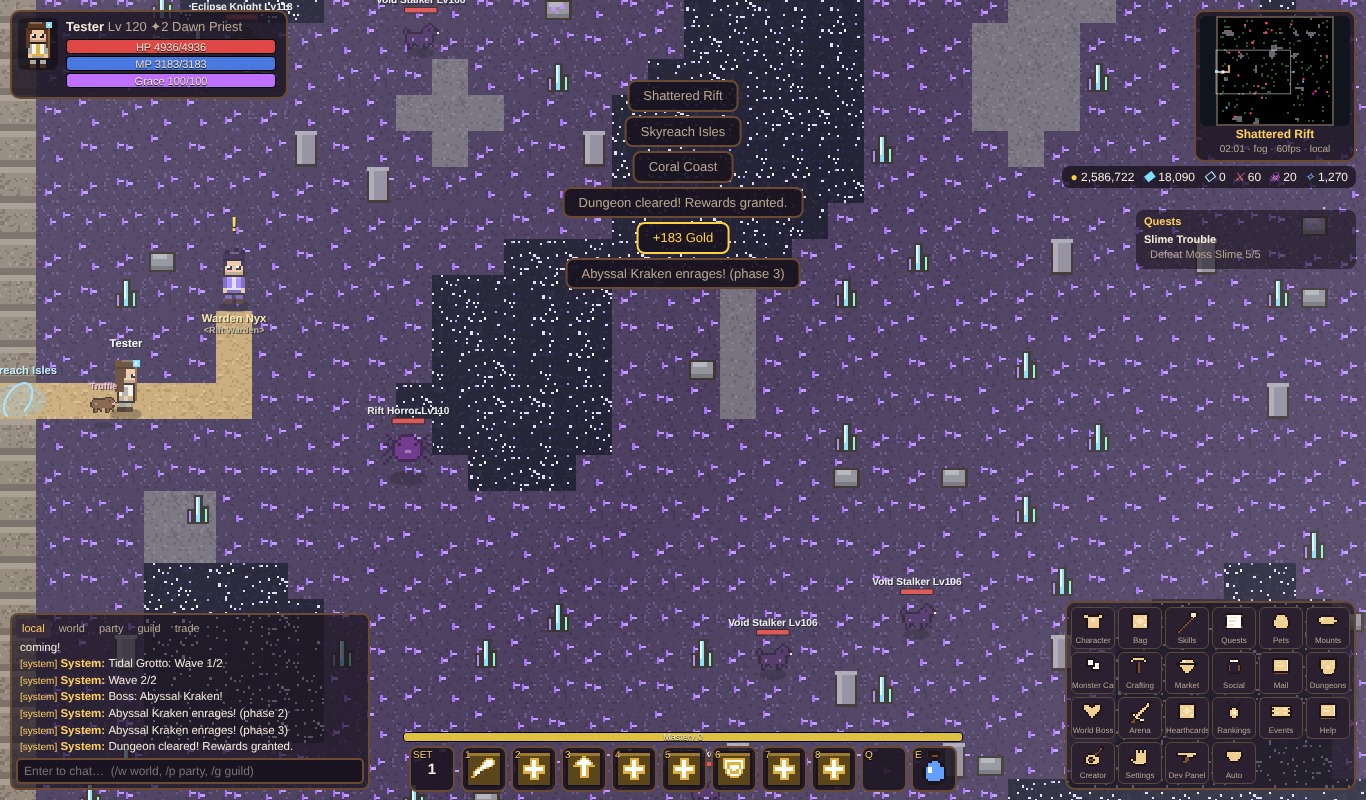 Eclipse Knight Lv118
Void Stalker Lv106
Tester Lv 120 ✦2 Dawn Priest
HP 4936/4936
MP 3183/3183
Grace 100/100
Shattered Rift
Skyreach Isles
Coral Coast
Dungeon cleared! Rewards granted.
+183 Gold
Abyssal Kraken enrages! (phase 3)
Shattered Rift
02:01 · fog · 60fps · local
2,586,722 18,090 0 60 20 1,270
Quests
Slime Trouble
Defeat Moss Slime 5/5
!
Warden Nyx
<Rift Warden>
Tester
reach Isles
Truffle
Rift Horror Lv110
Void Stalker Lv106
Void Stalker Lv106
local world party guild trade
coming!
[system] System: Tidal Grotto: Wave 1/2
[system] System: Wave 2/2
[system] System: Boss: Abyssal Kraken!
[system] System: Abyssal Kraken enrages! (phase 2)
[system] System: Abyssal Kraken enrages! (phase 3)
[system] System: Dungeon cleared! Rewards granted.
Enter to chat… (/w world, /p party, /g guild)
Mastery 0
SET 1 1 2 3 4 5 6 7 8 Q E
Character Bag Skills Quests Pets Mounts
Monster Ca Crafting Market Social Mail Dungeons
World Boss Arena Hearthcards Rankings Events Help
Creator Settings Dev Panel Auto